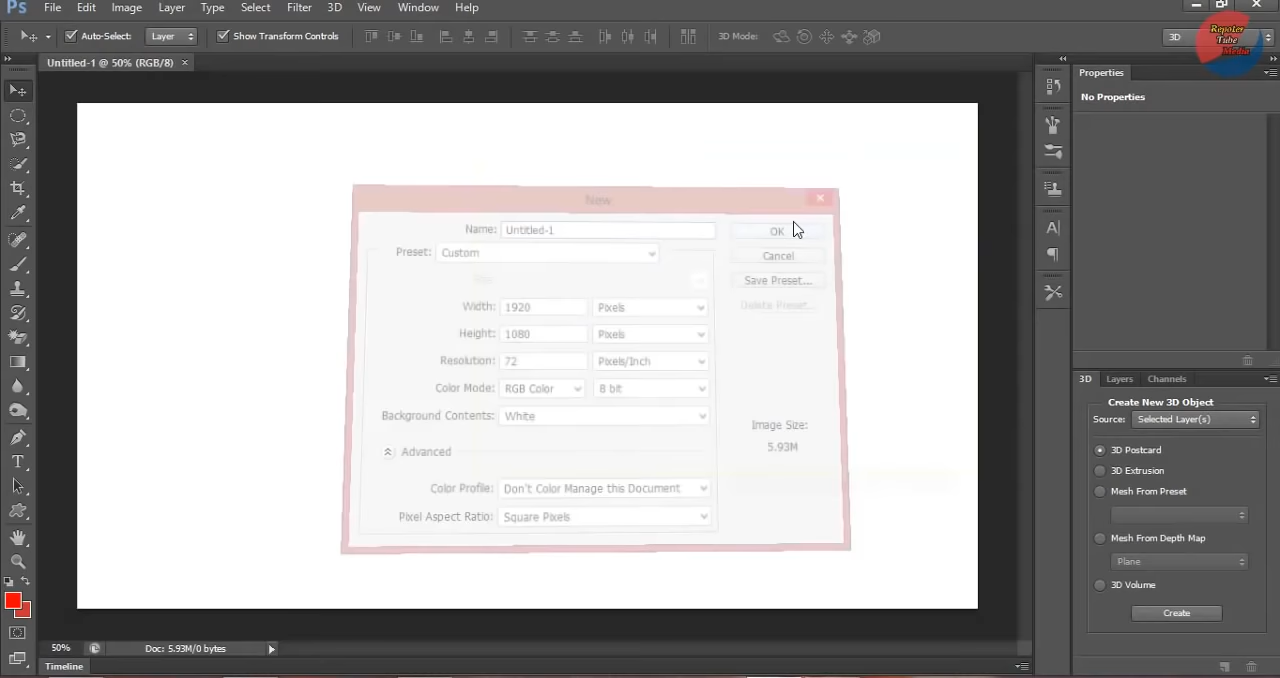 Ps File Edit Image Layer Type Select Filter 3D View Window Help
Auto-Select: Layer Show Transform Controls 3D Mode: 3D
Repoter
Tube
Media
Untitled-1 @ 50% (RGB/8) ×
Properties
No Properties
New
Name: Untitled-1 OK
Preset: Custom Cancel
Size: Save Preset...
Width: 1920 Pixels Delete Preset...
Height: 1080 Pixels
Resolution: 72 Pixels/Inch
Color Mode: RGB Color 8 bit
Background Contents: White
Image Size:
5.93M
Advanced
Color Profile: Don't Color Manage this Document
Pixel Aspect Ratio: Square Pixels
3D Layers Channels
Create New 3D Object
Source: Selected Layer(s)
3D Postcard
3D Extrusion
Mesh From Preset
Mesh From Depth Map
Plane
3D Volume
Create
50% Doc: 5.93M/0 bytes
Timeline